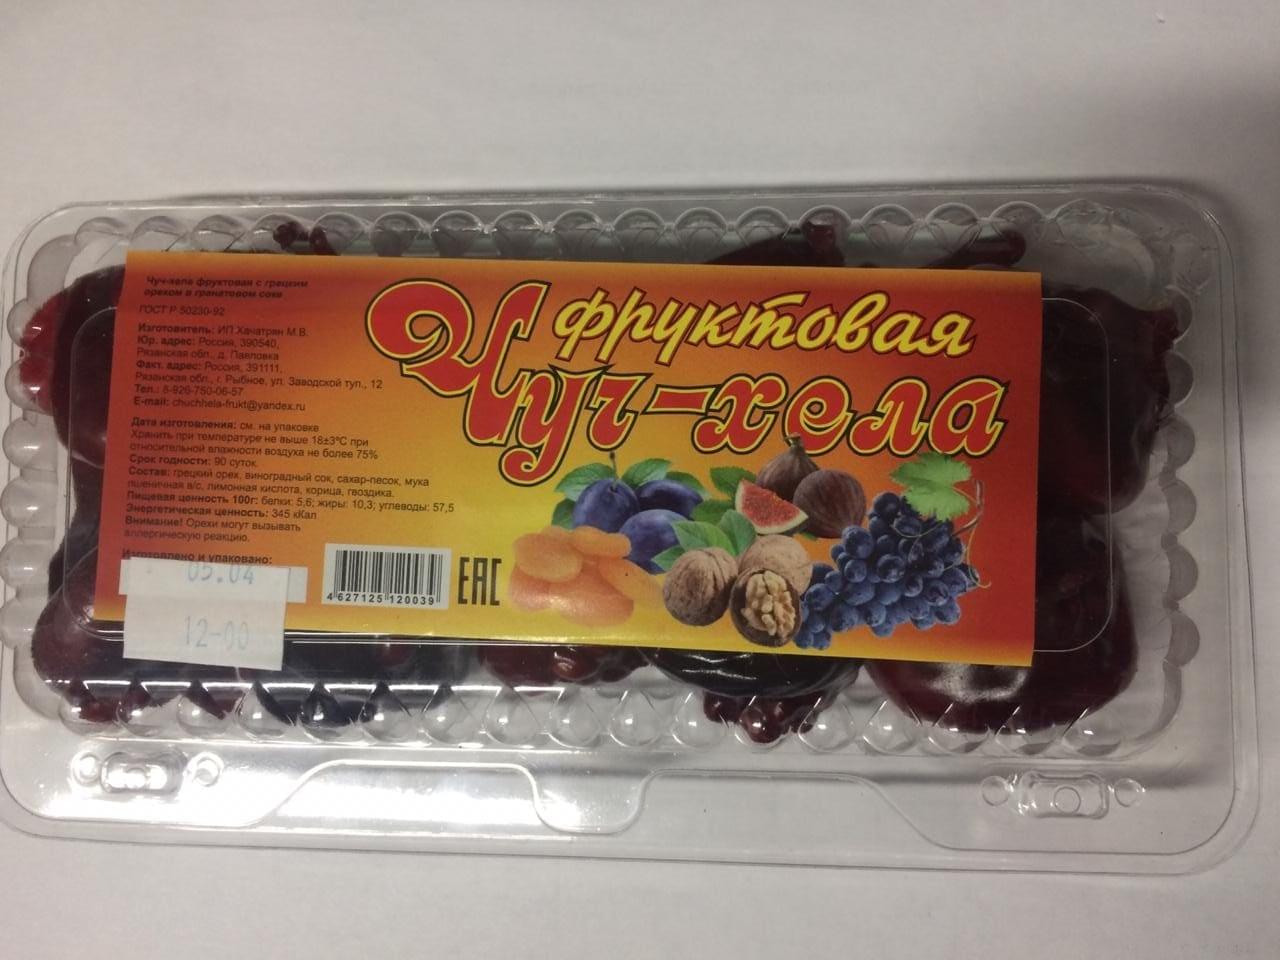 Чуч-хела фруктовая с грецким
орехом в гранатовом соке
ГОСТ Р 50230-92
Изготовитель: ИП Хачатрян М.В.
Юр. адрес: Россия, 390540,
Рязанская обл., д. Павловка
Факт. адрес: Россия, 391111,
Рязанская обл., г. Рыбное, ул. Заводской туп., 12
Тел.: 8-926-750-06-57
E-mail: chuchhela-frukt@yandex.ru
Дата изготовления: см. на упаковке
Хранить при температуре не выше 18±3ºС при
относительной влажности воздуха не более 75%
Срок годности: 90 суток.
Состав: грецкий орех, виноградный сок, сахар-песок, мука
пшеничная в/с, лимонная кислота, корица, гвоздика.
Пищевая ценность 100г: белки: 5,6; жиры: 10,3; углеводы: 57,5
Энергетическая ценность: 345 кКал
Внимание! Орехи могут вызывать
аллергическую реакцию.
Изготовлено и упаковано:
05.04
12-00
4 627125 120039
EAC
фруктовая
Чуч-хела